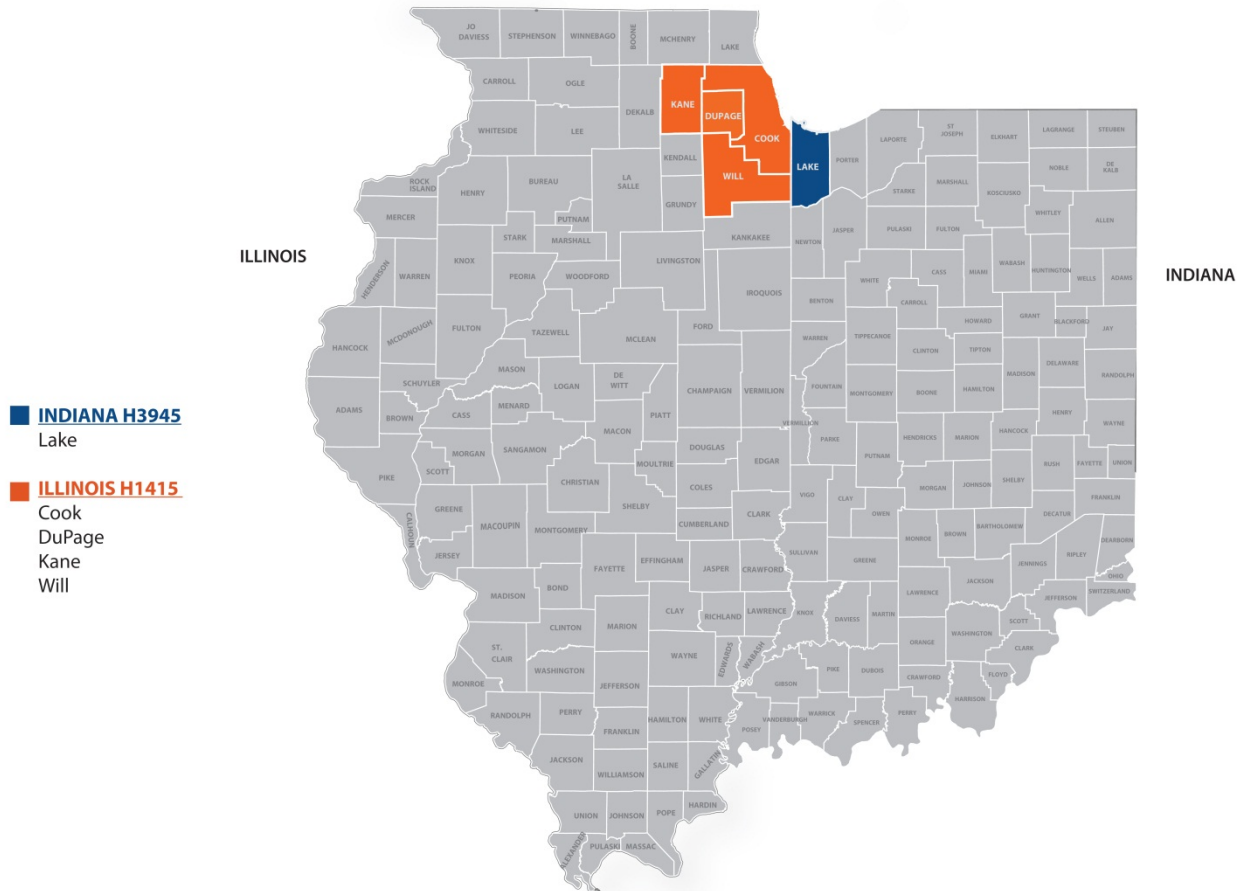 JO
DAVIESS
STEPHENSON
WINNEBAGO
BOONE
MCHENRY
LAKE
CARROLL
OGLE
DEKALB
KANE
DUPAGE
COOK
WHITESIDE
LEE
KENDALL
WILL
LAKE
PORTER
LAPORTE
ST
JOSEPH
ELKHART
LAGRANGE
STEUBEN
NOBLE
DE
KALB
STARKE
MARSHALL
KOSCIUSKO
WHITLEY
ALLEN
ROCK
ISLAND
HENRY
BUREAU
LA
SALLE
GRUNDY
MERCER
PUTNAM
STARK
MARSHALL
KANKAKEE
NEWTON
JASPER
PULASKI
FULTON
ILLINOIS
INDIANA
HENDERSON
WARREN
KNOX
PEORIA
WOODFORD
LIVINGSTON
IROQUOIS
BENTON
WHITE
CASS
MIAMI
WABASH
HUNTINGTON
WELLS
ADAMS
CARROLL
HOWARD
GRANT
BLACKFORD
JAY
HANCOCK
MCDONOUGH
FULTON
TAZEWELL
MCLEAN
FORD
WARREN
TIPPECANOE
CLINTON
TIPTON
MADISON
DELAWARE
RANDOLPH
SCHUYLER
MASON
LOGAN
DE
WITT
PIATT
CHAMPAIGN
VERMILION
FOUNTAIN
MONTGOMERY
BOONE
HAMILTON
HENRY
WAYNE
ADAMS
BROWN
CASS
MENARD
MACON
VERMILLION
PARKE
PUTNAM
HENDRICKS
MARION
HANCOCK
RUSH
FAYETTE
UNION
INDIANA H3945
Lake
ILLINOIS H1415
Cook
DuPage
Kane
Will
PIKE
SCOTT
MORGAN
SANGAMON
CHRISTIAN
MOULTRIE
DOUGLAS
EDGAR
COLES
SHELBY
CUMBERLAND
CLARK
VIGO
CLAY
OWEN
MORGAN
JOHNSON
SHELBY
FRANKLIN
DECATUR
CALHOUN
GREENE
MACOUPIN
MONTGOMERY
JERSEY
FAYETTE
EFFINGHAM
JASPER
CRAWFORD
SULLIVAN
GREENE
MONROE
BROWN
BARTHOLOMEW
JENNINGS
RIPLEY
DEARBORN
OHIO
SWITZERLAND
JEFFERSON
JACKSON
LAWRENCE
MADISON
BOND
CLINTON
MARION
CLAY
RICHLAND
LAWRENCE
KNOX
DAVIESS
MARTIN
ORANGE
WASHINGTON
SCOTT
CLARK
ST.
CLAIR
WASHINGTON
WAYNE
EDWARDS
WABASH
GIBSON
PIKE
DUBOIS
CRAWFORD
FLOYD
HARRISON
MONROE
RANDOLPH
PERRY
JEFFERSON
HAMILTON
WHITE
POSEY
VANDERBURGH
WARRICK
SPENCER
PERRY
FRANKLIN
JACKSON
WILLIAMSON
SALINE
GALLATIN
UNION
JOHNSON
POPE
HARDIN
ALEXANDER
PULASKI
MASSAC